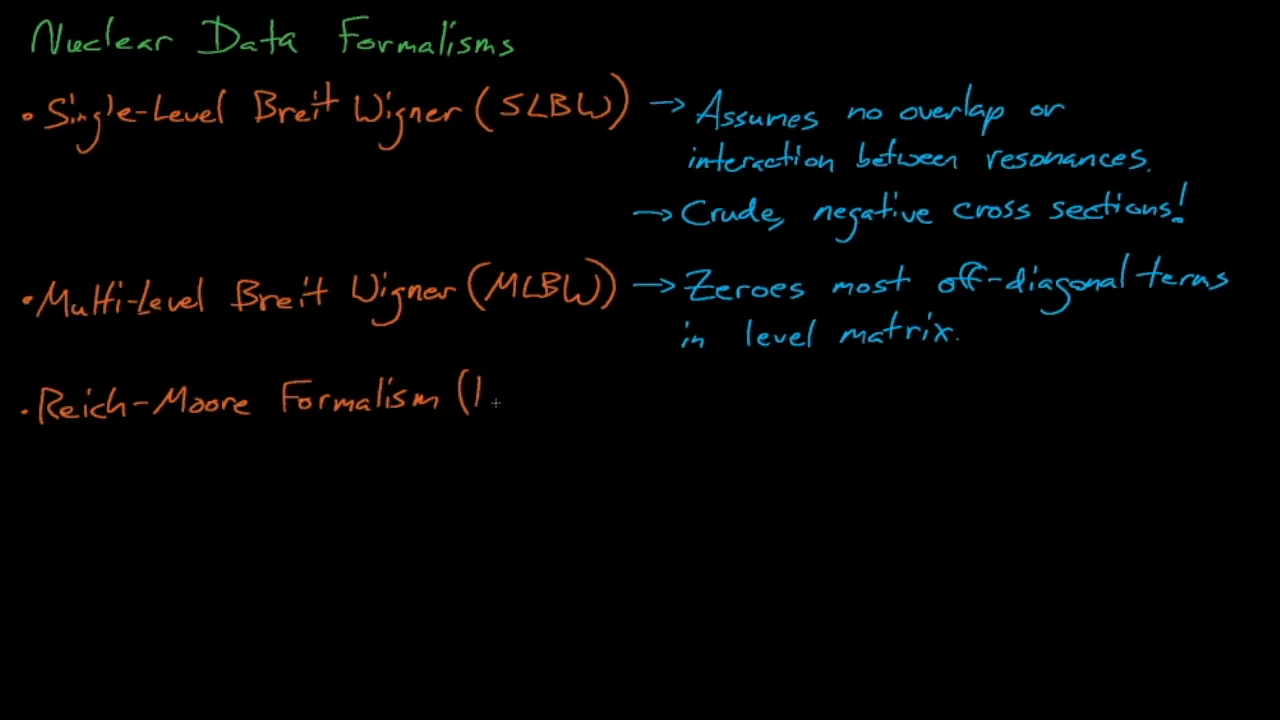 Nuclear Data Formalisms
• Single-Level Breit Wigner (SLBW) → Assumes no overlap or
interaction between resonances.
→ Crude, negative cross sections!
• Multi-Level Breit Wigner (MLBW) → Zeroes most off-diagonal terms
in level matrix.
• Reich-Moore Formalism (